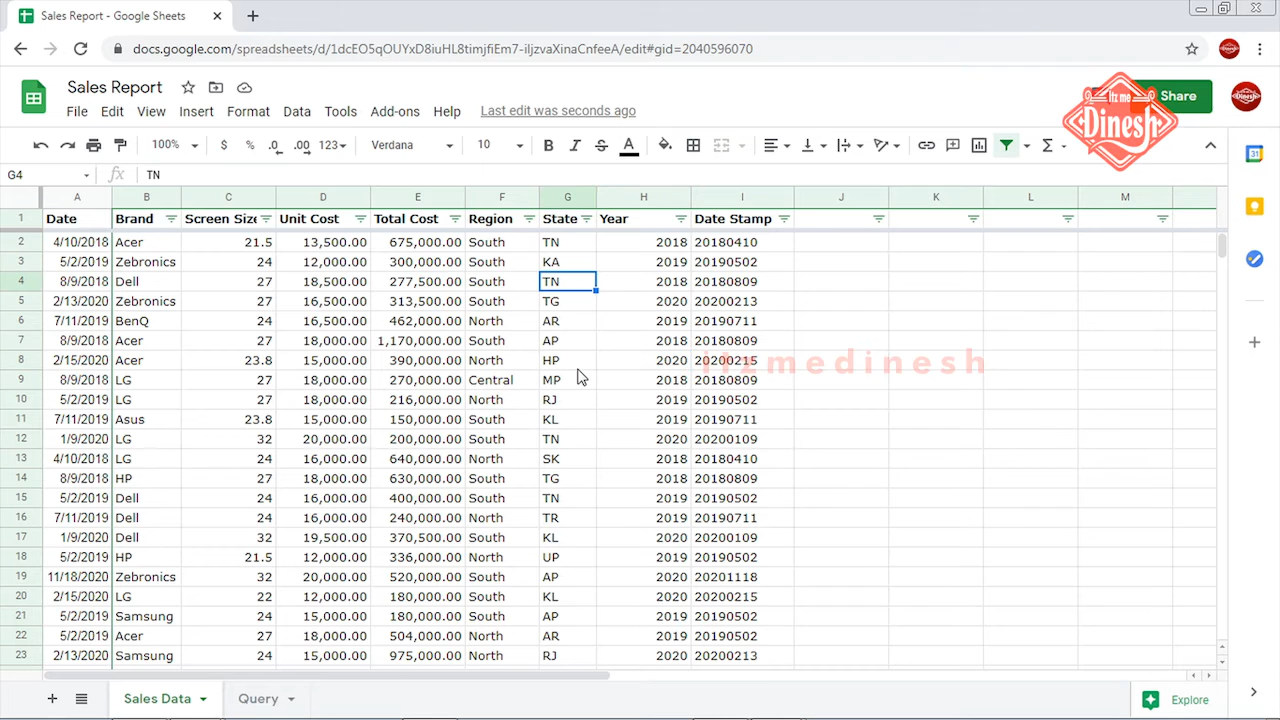 Sales Report - Google Sheets
docs.google.com/spreadsheets/d/1dcEO5qOUYxD8iuHL8timjfiEm7-iljzvaXinaCnfeeA/edit#gid=2040596070
Sales Report
File Edit View Insert Format Data Tools Add-ons Help Last edit was seconds ago
Share
Itz me
Dinesh
100% $ % .0 .00 123 Verdana 10 B I S A
G4 fx TN
A B C D E F G H I J K L M
1 Date Brand Screen Size Unit Cost Total Cost Region State Year Date Stamp
2 4/10/2018 Acer 21.5 13,500.00 675,000.00 South TN 2018 20180410
3 5/2/2019 Zebronics 24 12,000.00 300,000.00 South KA 2019 20190502
4 8/9/2018 Dell 27 18,500.00 277,500.00 South TN 2018 20180809
5 2/13/2020 Zebronics 27 16,500.00 313,500.00 South TG 2020 20200213
6 7/11/2019 BenQ 24 16,500.00 462,000.00 North AR 2019 20190711
7 8/9/2018 Acer 27 18,000.00 1,170,000.00 South AP 2018 20180809
8 2/15/2020 Acer 23.8 15,000.00 390,000.00 North HP 2020 20200215
itzmedinesh
9 8/9/2018 LG 27 18,000.00 270,000.00 Central MP 2018 20180809
10 5/2/2019 LG 27 18,000.00 216,000.00 North RJ 2019 20190502
11 7/11/2019 Asus 23.8 15,000.00 150,000.00 South KL 2019 20190711
12 1/9/2020 LG 32 20,000.00 200,000.00 South TN 2020 20200109
13 4/10/2018 LG 24 16,000.00 640,000.00 North SK 2018 20180410
14 8/9/2018 HP 27 18,000.00 630,000.00 South TG 2018 20180809
15 5/2/2019 Dell 24 16,000.00 400,000.00 South TN 2019 20190502
16 7/11/2019 Dell 24 16,000.00 240,000.00 North TR 2019 20190711
17 1/9/2020 Dell 32 19,500.00 370,500.00 South KL 2020 20200109
18 5/2/2019 HP 21.5 12,000.00 336,000.00 North UP 2019 20190502
19 11/18/2020 Zebronics 32 20,000.00 520,000.00 South AP 2020 20201118
20 2/15/2020 LG 22 12,000.00 180,000.00 South KL 2020 20200215
21 5/2/2019 Samsung 24 15,000.00 180,000.00 South AP 2019 20190502
22 5/2/2019 Acer 27 18,000.00 504,000.00 North AR 2019 20190502
23 2/13/2020 Samsung 24 15,000.00 975,000.00 North RJ 2020 20200213
Sales Data Query Explore